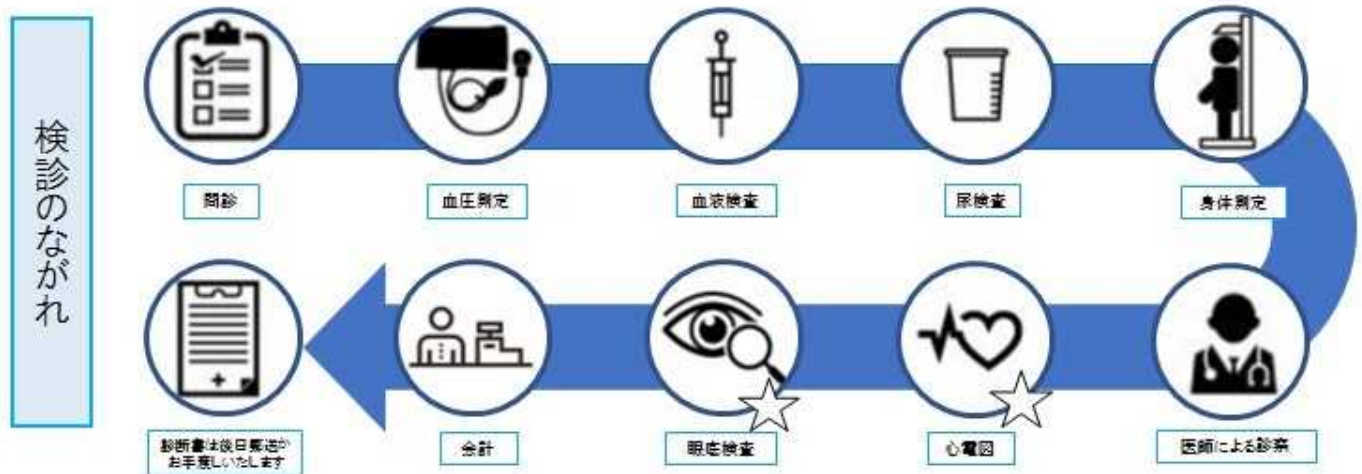 検診のながれ
問診
血圧測定
血液検査
尿検査
身体測定
医師による診察
心電図
眼底検査
会計
診断書は後日郵送か
お手渡しいたします